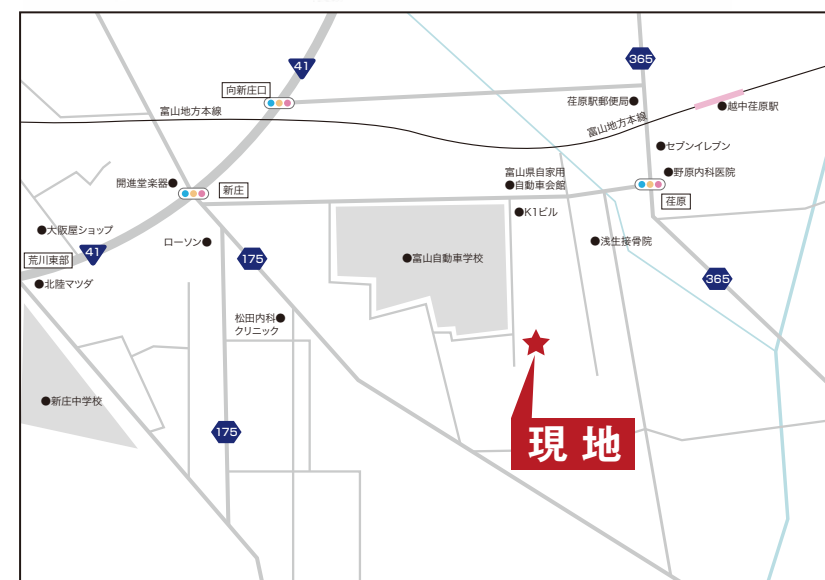 41
365
向新庄口
荏原駅郵便局
越中荏原駅
富山地方本線
富山地方本線
セブンイレブン
富山県自家用
自動車会館
野原内科医院
開進堂楽器
新庄
荏原
K1ビル
大阪屋ショップ
ローソン
浅生接骨院
荒川東部
41
175
富山自動車学校
365
北陸マツダ
松田内科
クリニック
新庄中学校
175
現地